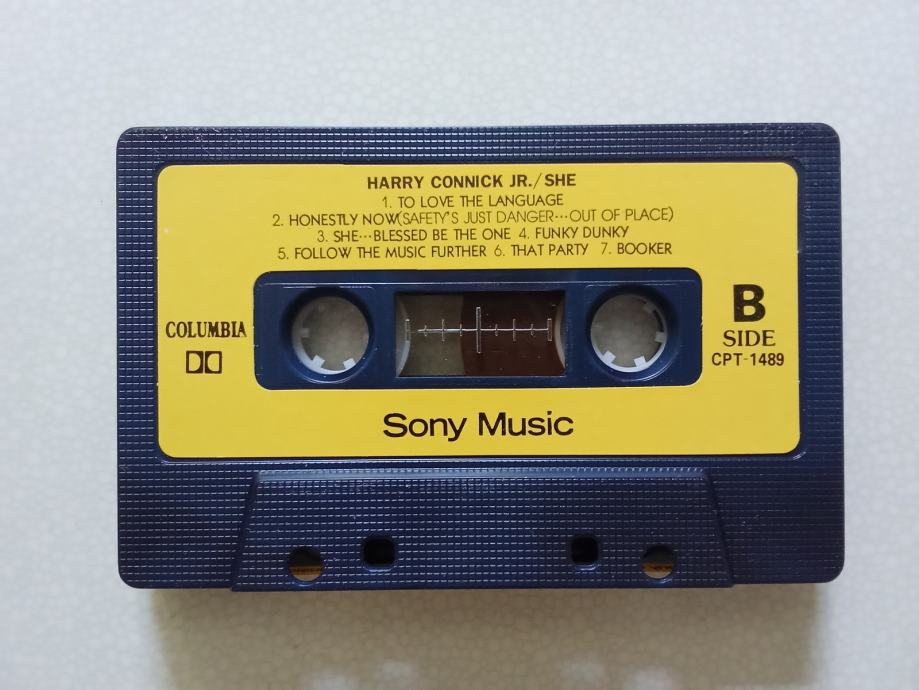 HARRY CONNICK JR./SHE
1. TO LOVE THE LANGUAGE
2. HONESTLY NOW(SAFETY'S JUST DANGER···OUT OF PLACE)
3. SHE···BLESSED BE THE ONE 4. FUNKY DUNKY
5. FOLLOW THE MUSIC FURTHER 6. THAT PARTY 7. BOOKER
COLUMBIA
B
SIDE
CPT-1489
Sony Music